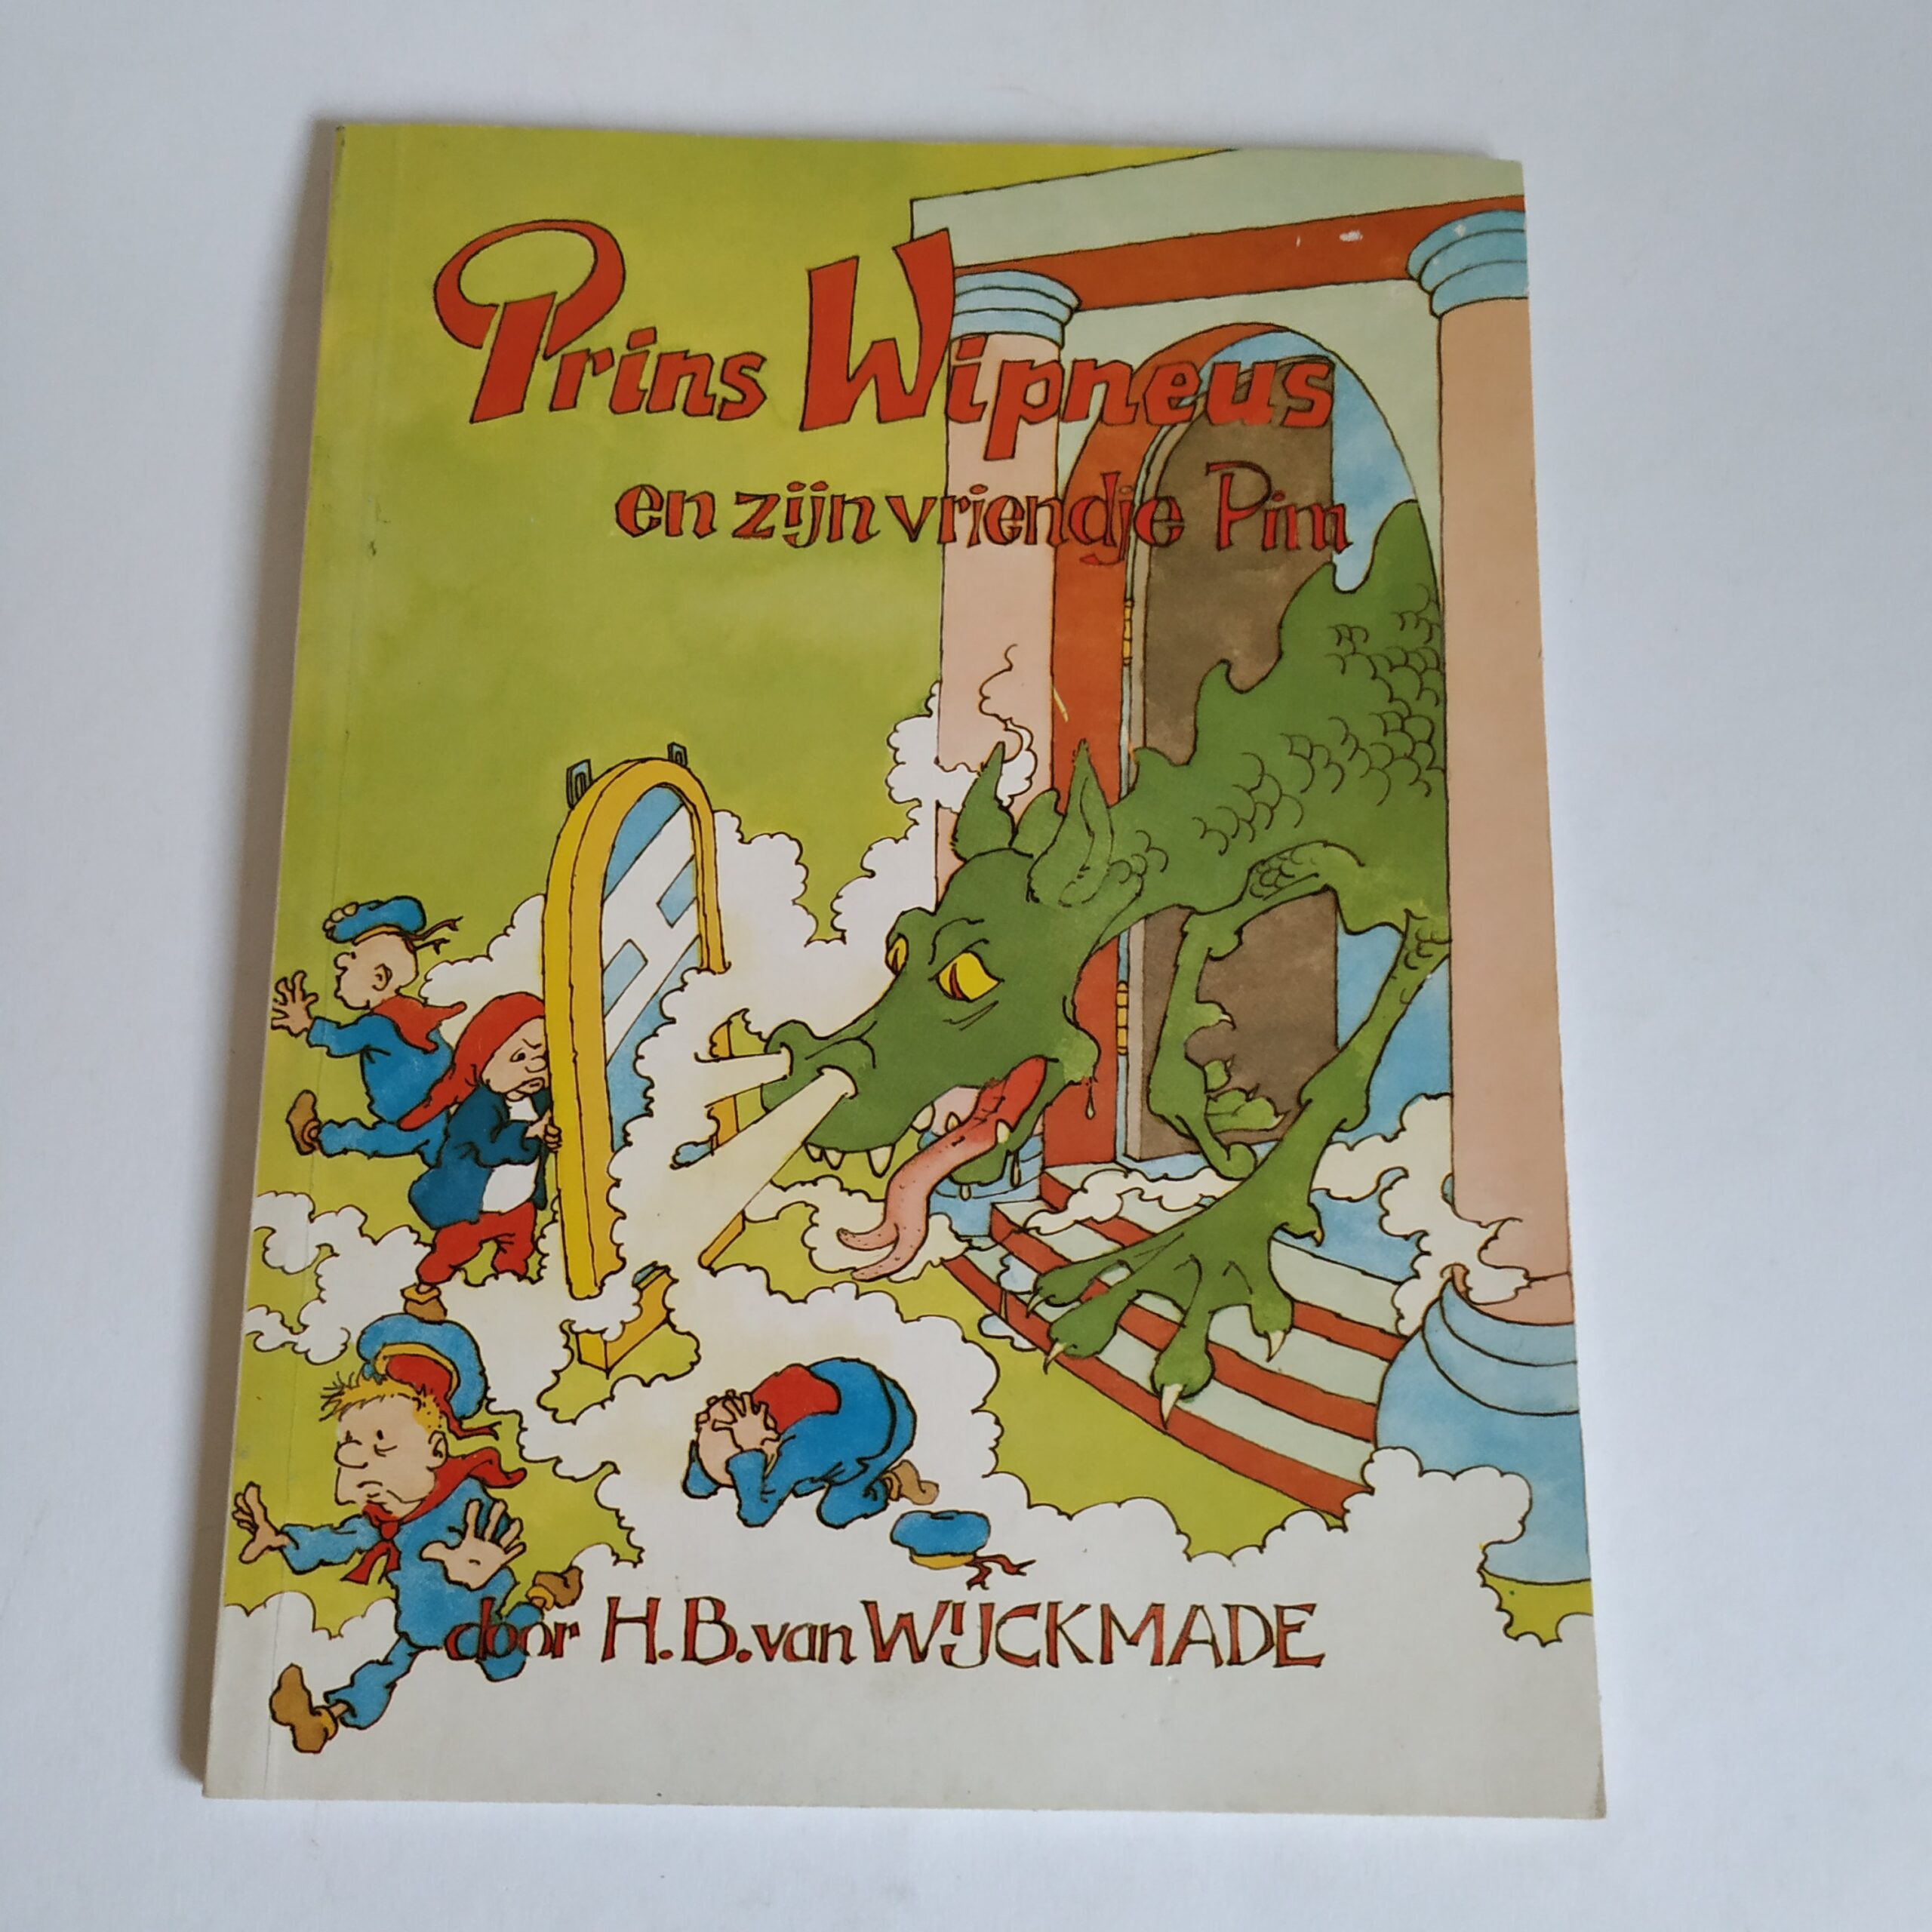 Prins Wipneus
en zijn vriendje Pim
door H.B. van WIJCKMADE